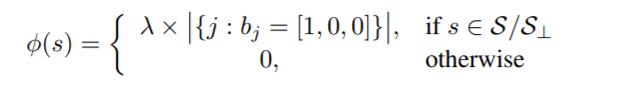 ϕ(s) = { λ × |{j : b_j = [1, 0, 0]}|, if s ∈ 𝒮/𝒮_⊥
0, otherwise